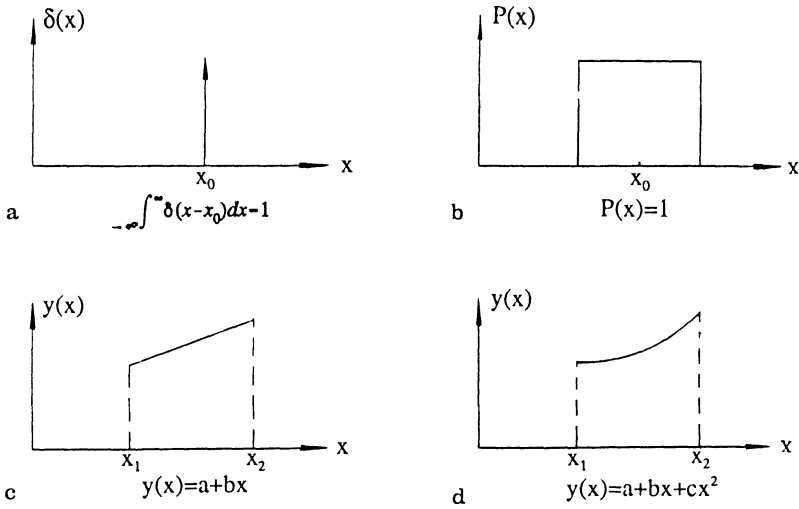 δ(x)
x
x₀
a
₋∞∫^∞ δ(x-x₀)dx-1
P(x)
x
x₀
b
P(x)=1
y(x)
x
x₁ x₂
c
y(x)=a+bx
y(x)
x
x₁ x₂
d
y(x)=a+bx+cx²